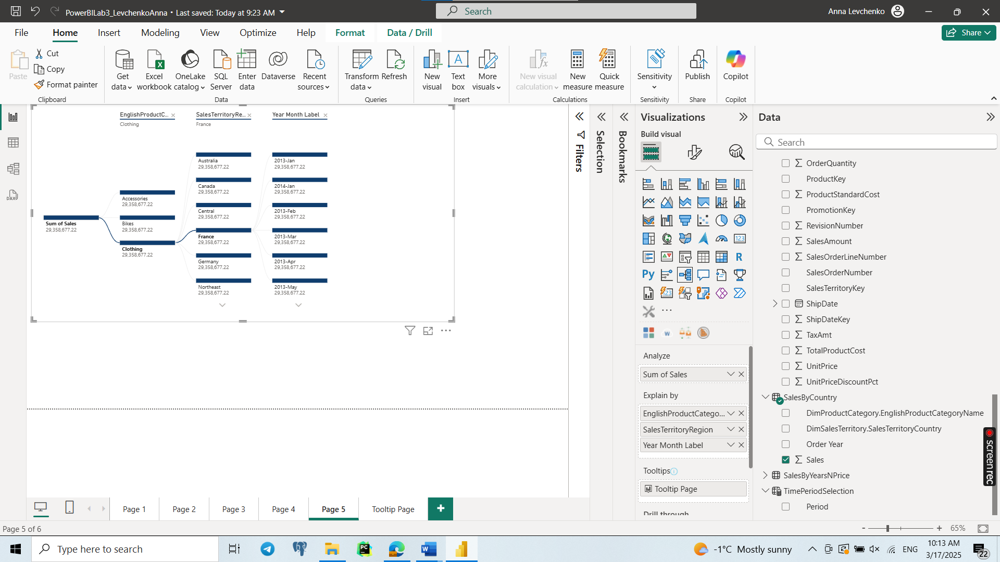 PowerBILab3_LevchenkoAnna • Last saved: Today at 9:23 AM
Search
Anna Levchenko
File
Home
Insert
Modeling
View
Optimize
Help
Format
Data / Drill
Share
Paste
Cut
Copy
Format painter
Clipboard
Get data
Excel workbook
OneLake catalog
SQL Server
Enter data
Dataverse
Recent sources
Data
Transform data
Refresh
Queries
New visual
Text box
More visuals
Insert
New visual calculation
New measure
Quick measure
Calculations
Sensitivity
Sensitivity
Publish
Share
Copilot
Copilot
EnglishProductC...
Clothing
SalesTerritoryRe...
France
Year Month Label
Sum of Sales
29,358,677.22
Accessories
29,358,677.22
Bikes
29,358,677.22
Clothing
29,358,677.22
Australia
29,358,677.22
Canada
29,358,677.22
Central
29,358,677.22
France
29,358,677.22
Germany
29,358,677.22
Northeast
29,358,677.22
2013-Jan
29,358,677.22
2014-Jan
29,358,677.22
2013-Feb
29,358,677.22
2013-Mar
29,358,677.22
2013-Apr
29,358,677.22
2013-May
29,358,677.22
Filters
Selection
Bookmarks
Visualizations
Build visual
123
R
Py
123
Analyze
Sum of Sales
Explain by
EnglishProductCatego...
SalesTerritoryRegion
Year Month Label
Tooltips
Tooltip Page
Drill through
Data
Search
OrderQuantity
ProductKey
ProductStandardCost
PromotionKey
RevisionNumber
SalesAmount
SalesOrderLineNumber
SalesOrderNumber
SalesTerritoryKey
ShipDate
ShipDateKey
TaxAmt
TotalProductCost
UnitPrice
UnitPriceDiscountPct
SalesByCountry
DimProductCategory.EnglishProductCategoryName
DimSalesTerritory.SalesTerritoryCountry
Order Year
Sales
SalesByYearsNPrice
TimePeriodSelection
Period
screenrec
Page 1
Page 2
Page 3
Page 4
Page 5
Tooltip Page
+
Page 5 of 6
- + 65%
Type here to search
-1°C Mostly sunny
ENG
10:13 AM
3/17/2025
22